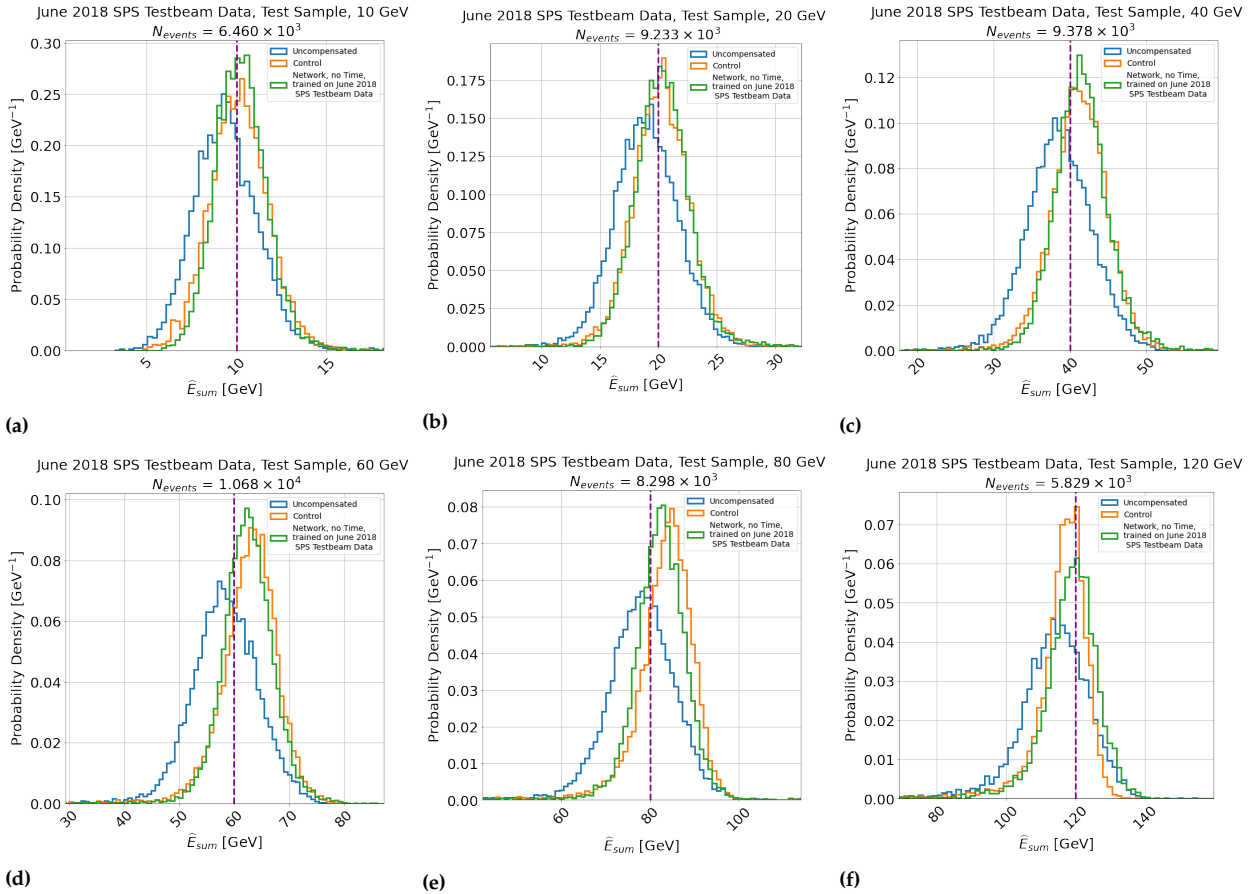 June 2018 SPS Testbeam Data, Test Sample, 10 GeV
N_events = 6.460 × 10³
Uncompensated
Control
Network, no Time,
trained on June 2018
SPS Testbeam Data
Probability Density [GeV⁻¹]
0.30
0.25
0.20
0.15
0.10
0.05
0.00
5
10
15
Ê_sum [GeV]
(a)
June 2018 SPS Testbeam Data, Test Sample, 20 GeV
N_events = 9.233 × 10³
Uncompensated
Control
Network, no Time,
trained on June 2018
SPS Testbeam Data
Probability Density [GeV⁻¹]
0.175
0.150
0.125
0.100
0.075
0.050
0.025
0.000
10
15
20
25
30
Ê_sum [GeV]
(b)
June 2018 SPS Testbeam Data, Test Sample, 40 GeV
N_events = 9.378 × 10³
Uncompensated
Control
Network, no Time,
trained on June 2018
SPS Testbeam Data
Probability Density [GeV⁻¹]
0.12
0.10
0.08
0.06
0.04
0.02
0.00
20
30
40
50
Ê_sum [GeV]
(c)
June 2018 SPS Testbeam Data, Test Sample, 60 GeV
N_events = 1.068 × 10⁴
Uncompensated
Control
Network, no Time,
trained on June 2018
SPS Testbeam Data
Probability Density [GeV⁻¹]
0.10
0.08
0.06
0.04
0.02
0.00
30
40
50
60
70
80
Ê_sum [GeV]
(d)
June 2018 SPS Testbeam Data, Test Sample, 80 GeV
N_events = 8.298 × 10³
Uncompensated
Control
Network, no Time,
trained on June 2018
SPS Testbeam Data
Probability Density [GeV⁻¹]
0.08
0.07
0.06
0.05
0.04
0.03
0.02
0.01
0.00
60
80
100
Ê_sum [GeV]
(e)
June 2018 SPS Testbeam Data, Test Sample, 120 GeV
N_events = 5.829 × 10³
Uncompensated
Control
Network, no Time,
trained on June 2018
SPS Testbeam Data
Probability Density [GeV⁻¹]
0.07
0.06
0.05
0.04
0.03
0.02
0.01
0.00
80
100
120
140
Ê_sum [GeV]
(f)